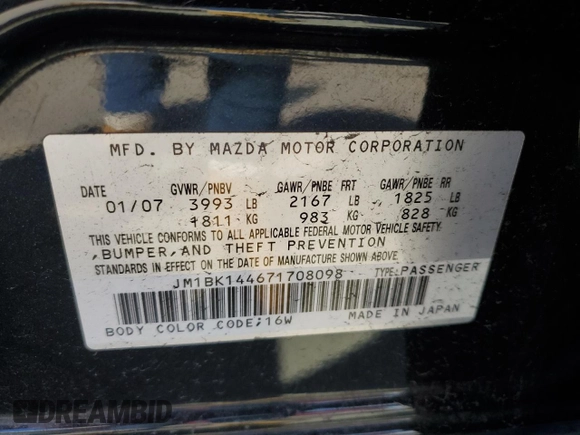 MFD. BY MAZDA MOTOR CORPORATION
DATE GVWR/PNBV GAWR/PNBE FRT GAWR/PNBE RR
01/07 3993 LB 2167 LB 1825 LB
1811 KG 983 KG 828 KG
THIS VEHICLE CONFORMS TO ALL APPLICABLE FEDERAL MOTOR VEHICLE SAFETY
,BUMPER,AND THEFT PREVENTION
STANDARDS IN EFFECT ON THE DATE OF MANUFACTURE SHOWN ABOVE
JM1BK144671708098 TYPE:PASSENGER
BODY COLOR CODE;16W MADE IN JAPAN
DREAMBID